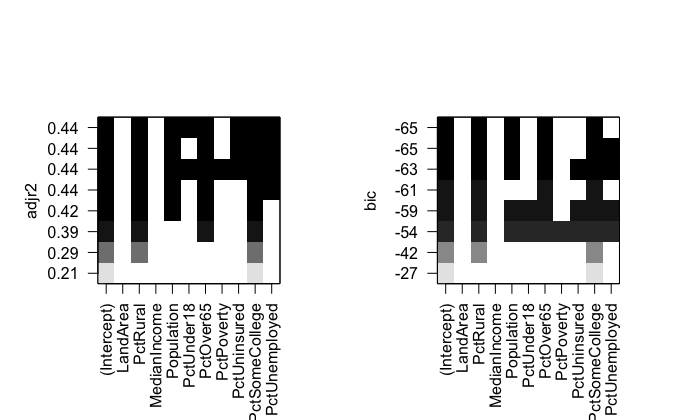 adjr2
0.44
0.44
0.44
0.44
0.42
0.39
0.29
0.21
(Intercept)
LandArea
PctRural
MedianIncome
Population
PctUnder18
PctOver65
PctPoverty
PctUninsured
PctSomeCollege
PctUnemployed
bic
-65
-65
-63
-61
-59
-54
-42
-27
(Intercept)
LandArea
PctRural
MedianIncome
Population
PctUnder18
PctOver65
PctPoverty
PctUninsured
PctSomeCollege
PctUnemployed